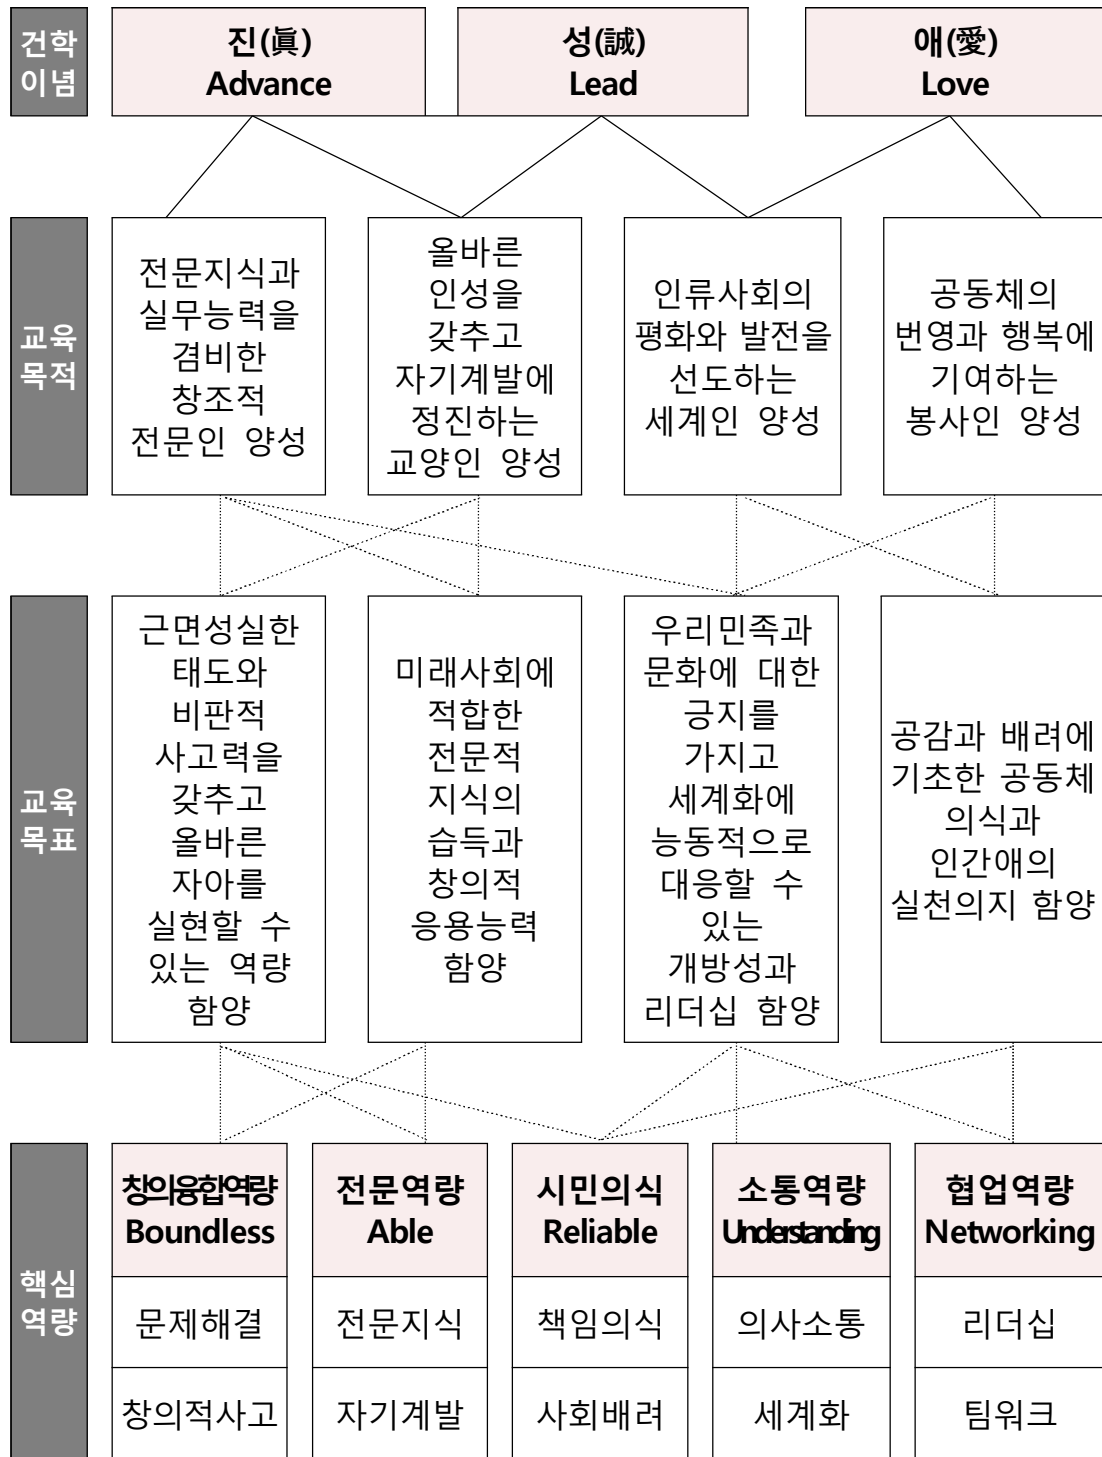 건학
이념
진(眞)
Advance
성(誠)
Lead
애(愛)
Love
교육
목적
전문지식과
실무능력을
겸비한
창조적
전문인 양성
올바른
인성을
갖추고
자기계발에
정진하는
교양인 양성
인류사회의
평화와 발전을
선도하는
세계인 양성
공동체의
번영과 행복에
기여하는
봉사인 양성
교육
목표
근면성실한
태도와
비판적
사고력을
갖추고
올바른
자아를
실현할 수
있는 역량
함양
미래사회에
적합한
전문적
지식의
습득과
창의적
응용능력
함양
우리민족과
문화에 대한
긍지를
가지고
세계화에
능동적으로
대응할 수
있는
개방성과
리더십 함양
공감과 배려에
기초한 공동체
의식과
인간애의
실천의지 함양
핵심
역량
창의융합역량
Boundless
전문역량
Able
시민의식
Reliable
소통역량
Understanding
협업역량
Networking
문제해결
전문지식
책임의식
의사소통
리더십
창의적사고
자기계발
사회배려
세계화
팀워크